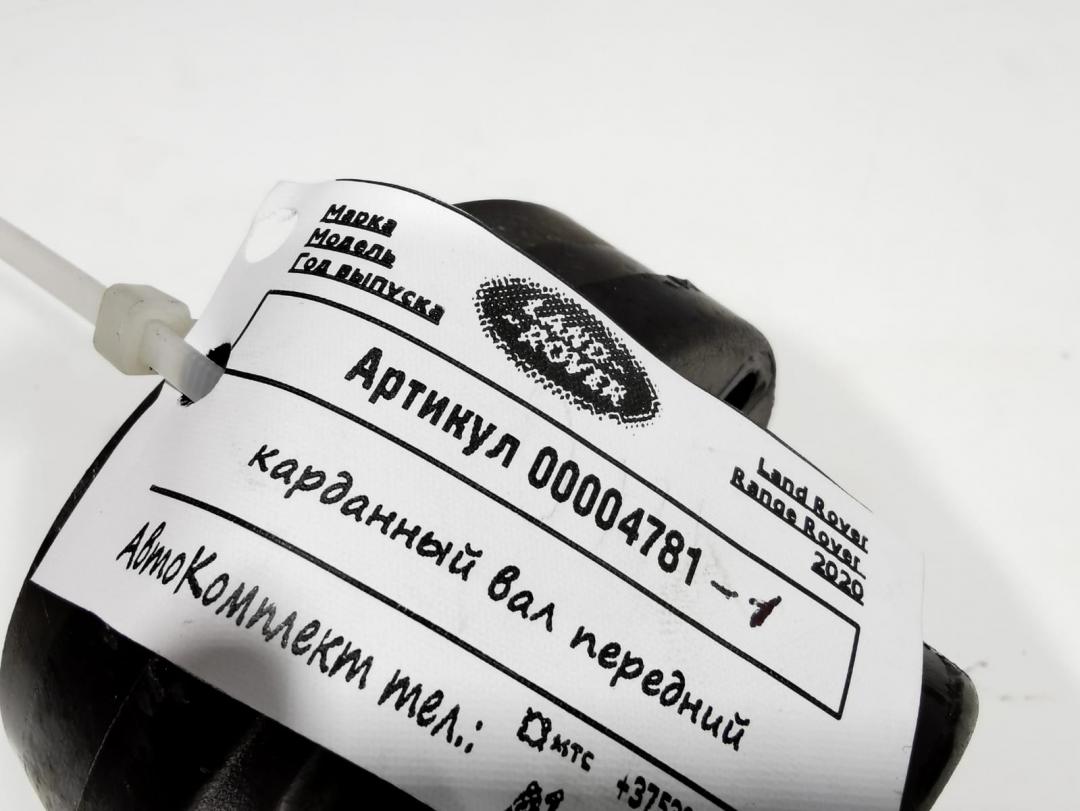 Марка
Модель
Год выпуска
LAND
ROVER
Land Rover
Range Rover
2020
Артикул 00004781 - 1
карданный вал передний
АвтоКомплект тел.:
мтс +37529